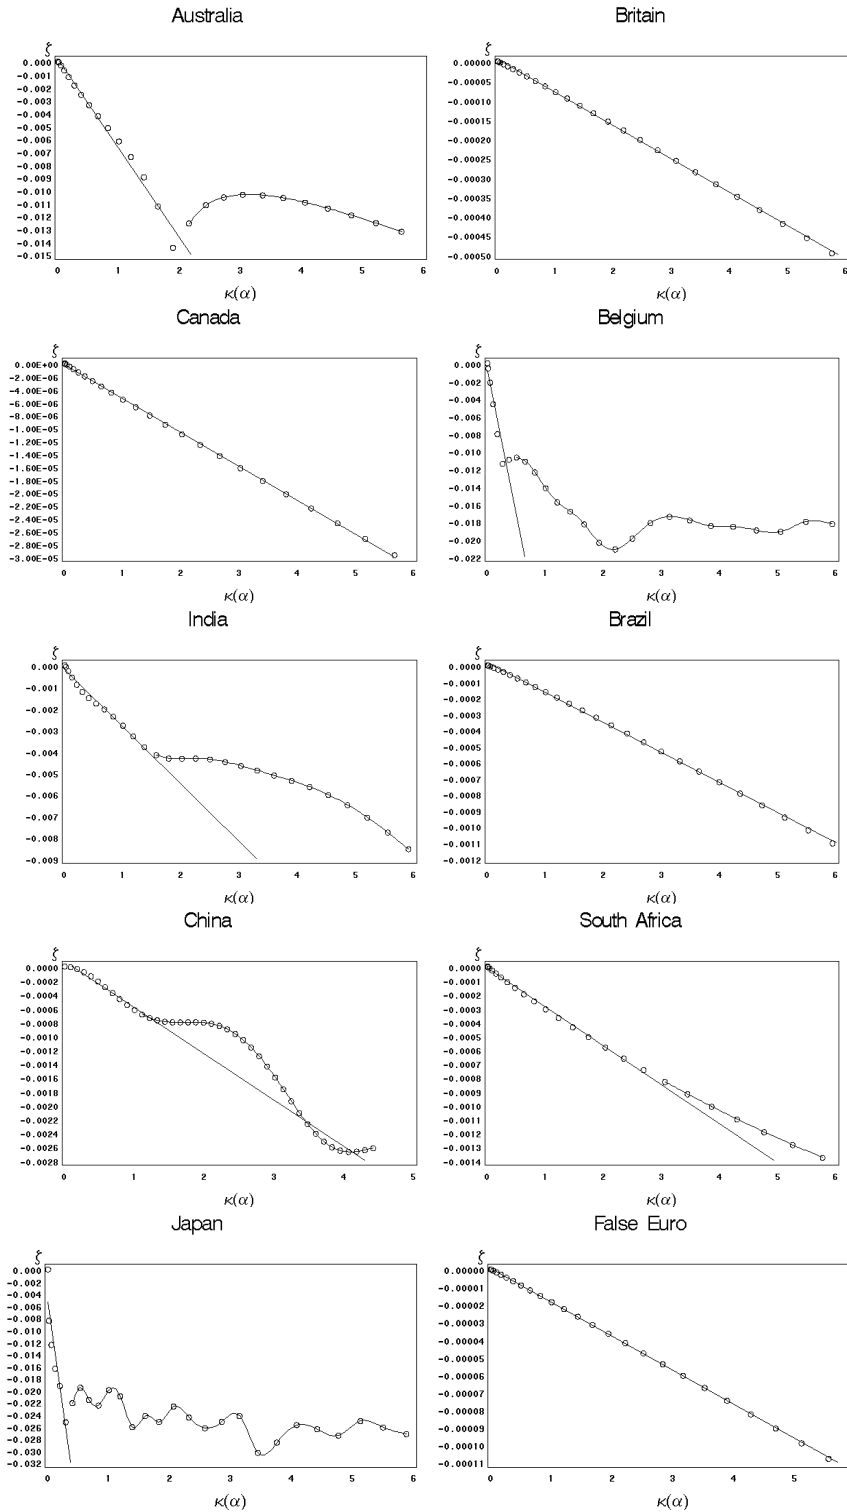 Australia
ζ
0.000
-0.001
-0.002
-0.003
-0.004
-0.005
-0.006
-0.007
-0.008
-0.009
-0.010
-0.011
-0.012
-0.013
-0.014
-0.015
0 1 2 3 4 5 6
κ(α)
Britain
ζ
0.00000
-0.00005
-0.00010
-0.00015
-0.00020
-0.00025
-0.00030
-0.00035
-0.00040
-0.00045
-0.00050
0 1 2 3 4 5 6
κ(α)
Canada
ζ
0.00E+00
-2.00E-06
-4.00E-06
-6.00E-06
-8.00E-06
-1.00E-05
-1.20E-05
-1.40E-05
-1.60E-05
-1.80E-05
-2.00E-05
-2.20E-05
-2.40E-05
-2.60E-05
-2.80E-05
-3.00E-05
0 1 2 3 4 5 6
κ(α)
Belgium
ζ
0.000
-0.002
-0.004
-0.006
-0.008
-0.010
-0.012
-0.014
-0.016
-0.018
-0.020
-0.022
0 1 2 3 4 5 6
κ(α)
India
ζ
0.000
-0.001
-0.002
-0.003
-0.004
-0.005
-0.006
-0.007
-0.008
-0.009
0 1 2 3 4 5 6
κ(α)
Brazil
ζ
0.0000
-0.0001
-0.0002
-0.0003
-0.0004
-0.0005
-0.0006
-0.0007
-0.0008
-0.0009
-0.0010
-0.0011
-0.0012
0 1 2 3 4 5 6
κ(α)
China
ζ
0.0000
-0.0002
-0.0004
-0.0006
-0.0008
-0.0010
-0.0012
-0.0014
-0.0016
-0.0018
-0.0020
-0.0022
-0.0024
-0.0026
-0.0028
0 1 2 3 4 5
κ(α)
South Africa
ζ
0.0000
-0.0001
-0.0002
-0.0003
-0.0004
-0.0005
-0.0006
-0.0007
-0.0008
-0.0009
-0.0010
-0.0011
-0.0012
-0.0013
-0.0014
0 1 2 3 4 5 6
κ(α)
Japan
ζ
0.000
-0.002
-0.004
-0.006
-0.008
-0.010
-0.012
-0.014
-0.016
-0.018
-0.020
-0.022
-0.024
-0.026
-0.028
-0.030
-0.032
0 1 2 3 4 5 6
κ(α)
False Euro
ζ
0.00000
-0.00001
-0.00002
-0.00003
-0.00004
-0.00005
-0.00006
-0.00007
-0.00008
-0.00009
-0.00010
-0.00011
0 1 2 3 4 5
κ(α)